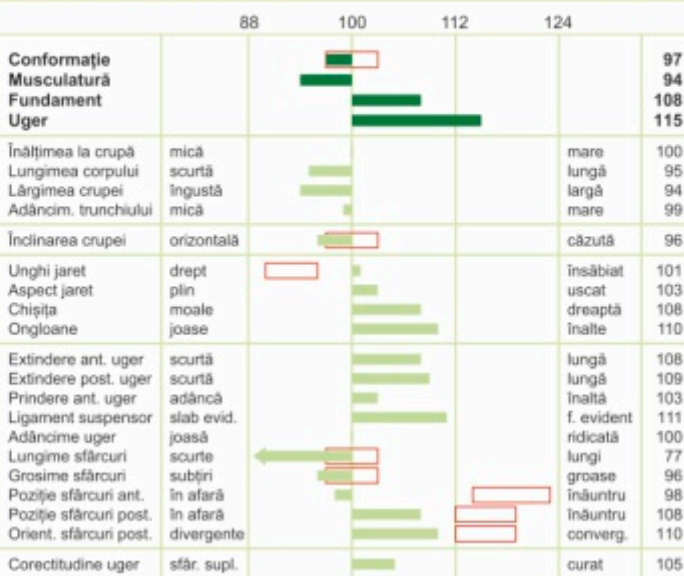 88 100 112 124
Conformație 97
Musculatură 94
Fundament 108
Uger 115
Înălțimea la crupă mică mare 100
Lungimea corpului scurtă lungă 95
Lărgimea crupei îngustă largă 94
Adâncim. trunchiului mică mare 99
Înclinarea crupei orizontală căzută 96
Unghi jaret drept însăbiat 101
Aspect jaret plin uscat 103
Chișița moale dreaptă 108
Ongloane joase înalte 110
Extindere ant. uger scurtă lungă 108
Extindere post. uger scurtă lungă 109
Prindere ant. uger adâncă înaltă 103
Ligament suspensor slab evid. f. evident 111
Adâncime uger joasă ridicată 100
Lungime sfârcuri scurte lungi 77
Grosime sfârcuri subțiri groase 96
Poziție sfârcuri ant. în afară înăuntru 98
Poziție sfârcuri post. în afară înăuntru 108
Orient. sfârcuri post. divergente converg. 110
Corectitudine uger sfâr. supl. curat 105